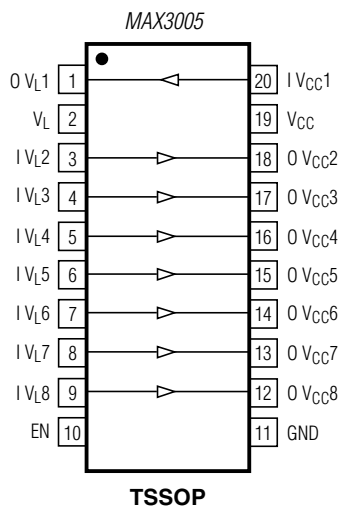 MAX3005
O VL1 1 20 I VCC1
VL 2 19 VCC
I VL2 3 18 O VCC2
I VL3 4 17 O VCC3
I VL4 5 16 O VCC4
I VL5 6 15 O VCC5
I VL6 7 14 O VCC6
I VL7 8 13 O VCC7
I VL8 9 12 O VCC8
EN 10 11 GND
TSSOP